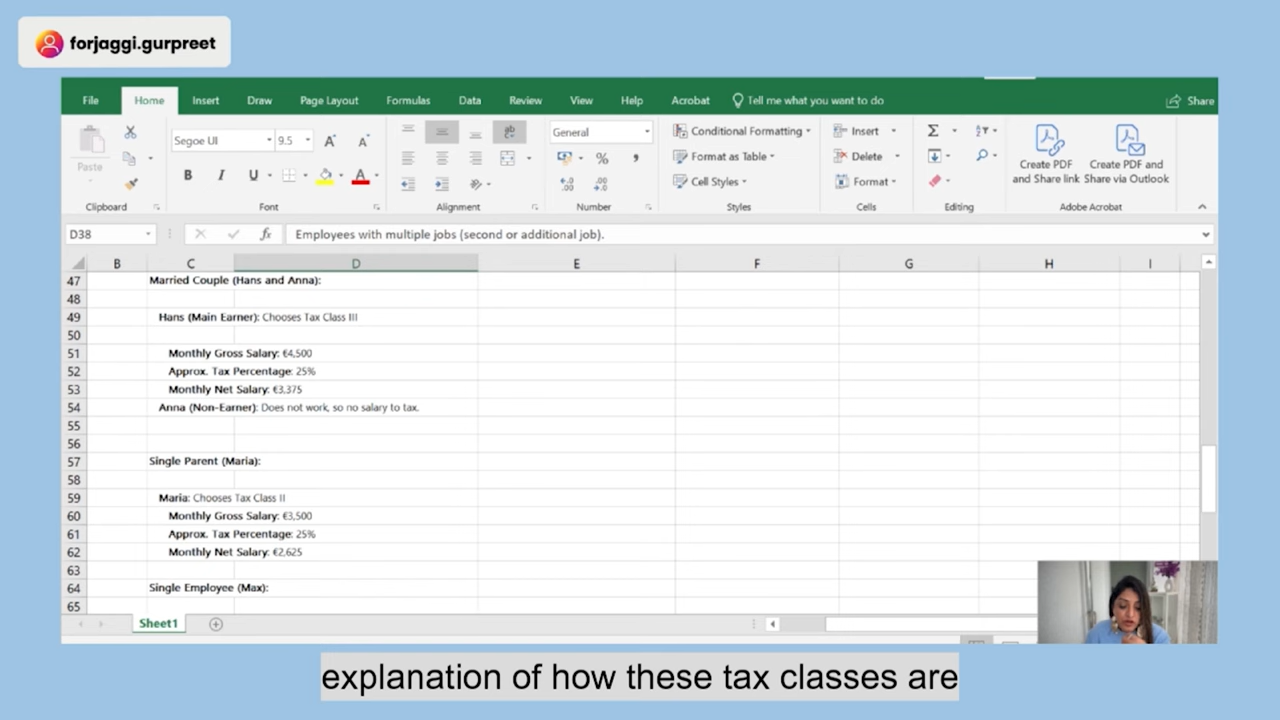 forjaggi.gurpreet
File Home Insert Draw Page Layout Formulas Data Review View Help Acrobat Tell me what you want to do Share
Paste
Segoe UI 9.5 A A
B I U A
ab
General
% ,
Conditional Formatting
Format as Table
Cell Styles
Insert
Delete
Format
Create PDF and Share link
Create PDF and Share via Outlook
Clipboard Font Alignment Number Styles Cells Editing Adobe Acrobat
D38 fx Employees with multiple jobs (second or additional job).
B C D E F G H I
47 Married Couple (Hans and Anna):
48
49 Hans (Main Earner): Chooses Tax Class III
50
51 Monthly Gross Salary: €4,500
52 Approx. Tax Percentage: 25%
53 Monthly Net Salary: €3,375
54 Anna (Non-Earner): Does not work, so no salary to tax.
55
56
57 Single Parent (Maria):
58
59 Maria: Chooses Tax Class II
60 Monthly Gross Salary: €3,500
61 Approx. Tax Percentage: 25%
62 Monthly Net Salary: €2,625
63
64 Single Employee (Max):
65
Sheet1
explanation of how these tax classes are